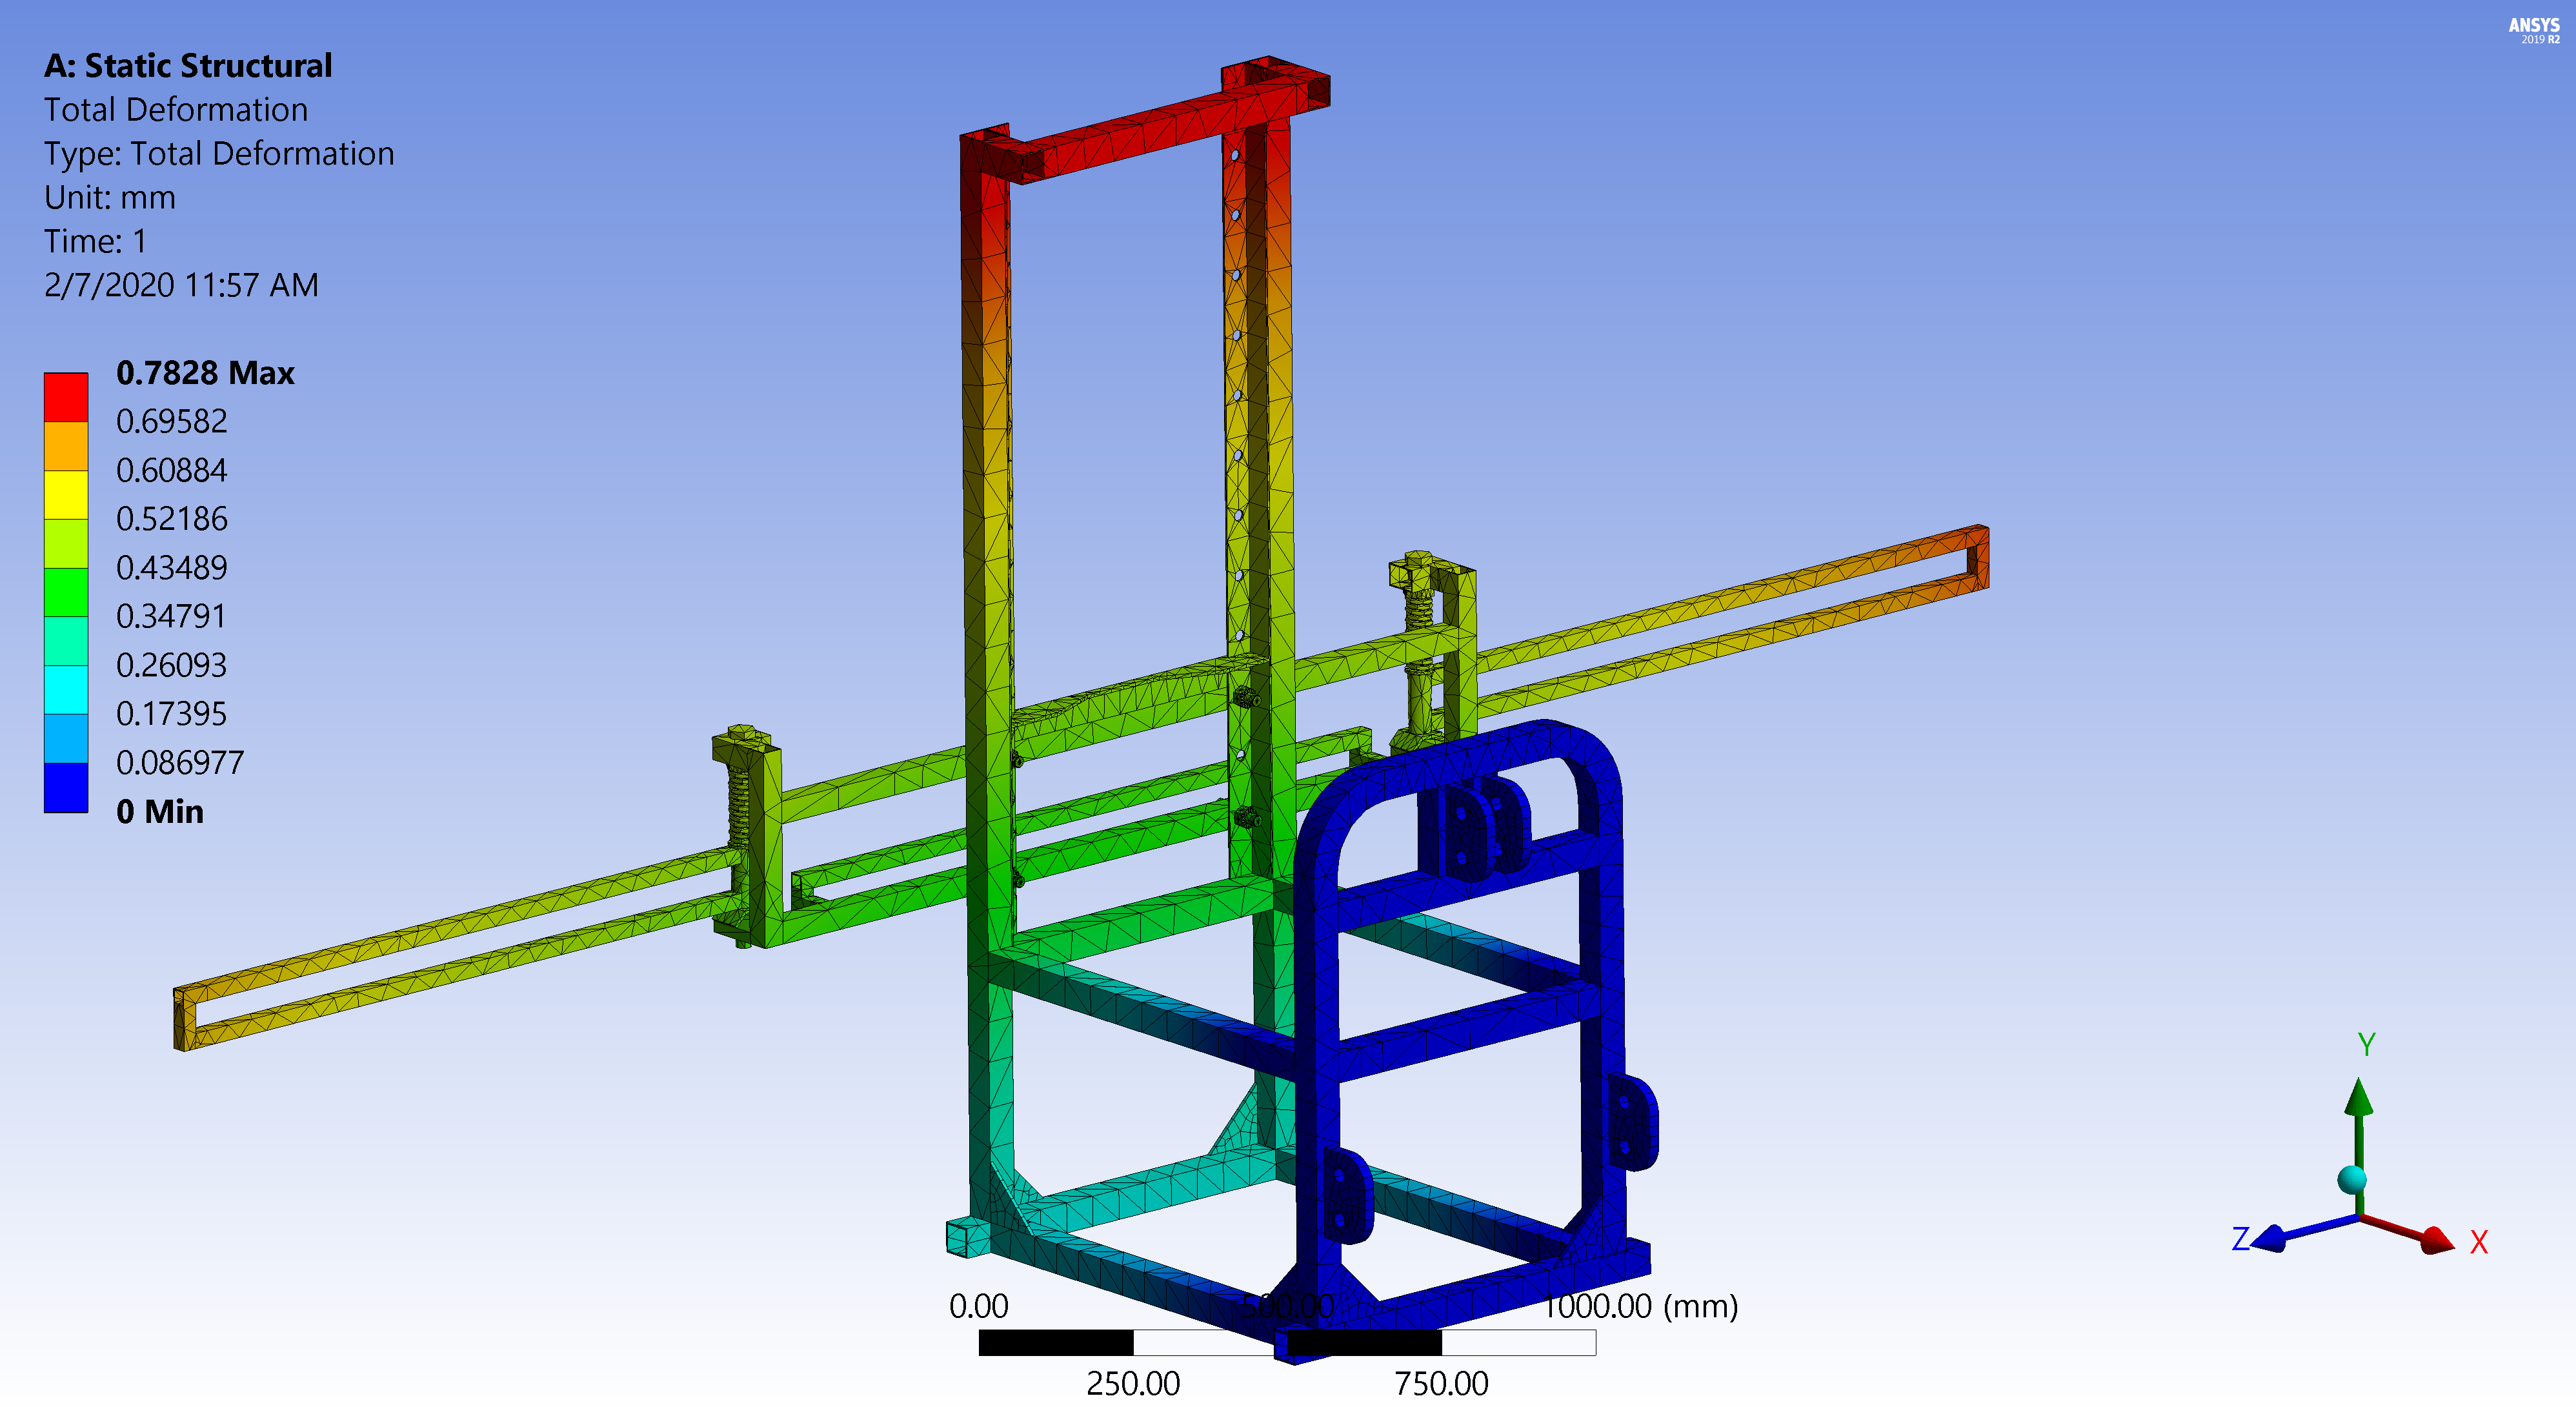 ANSYS
2019 R2
A: Static Structural
Total Deformation
Type: Total Deformation
Unit: mm
Time: 1
2/7/2020 11:57 AM
0.7828 Max
0.69582
0.60884
0.52186
0.43489
0.34791
0.26093
0.17395
0.086977
0 Min
Y
Z
X
0.00 500.00 1000.00 (mm)
250.00 750.00